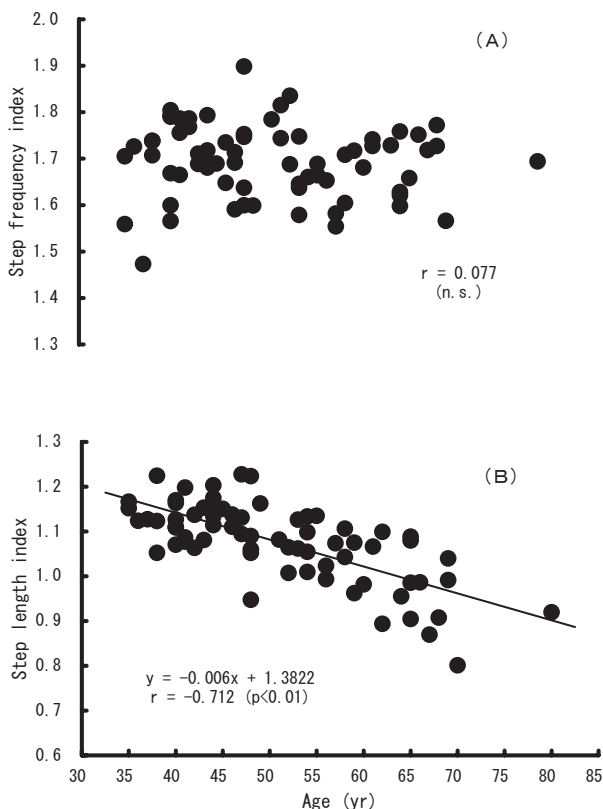 2.0
(A)
1.9
1.8
1.7
1.6
1.5
1.4
1.3
Step frequency index
r = 0.077
(n.s.)
1.3
(B)
1.2
1.1
1.0
0.9
0.8
0.7
0.6
Step length index
y = -0.006x + 1.3822
r = -0.712 (p<0.01)
30 35 40 45 50 55 60 65 70 75 80 85
Age (yr)